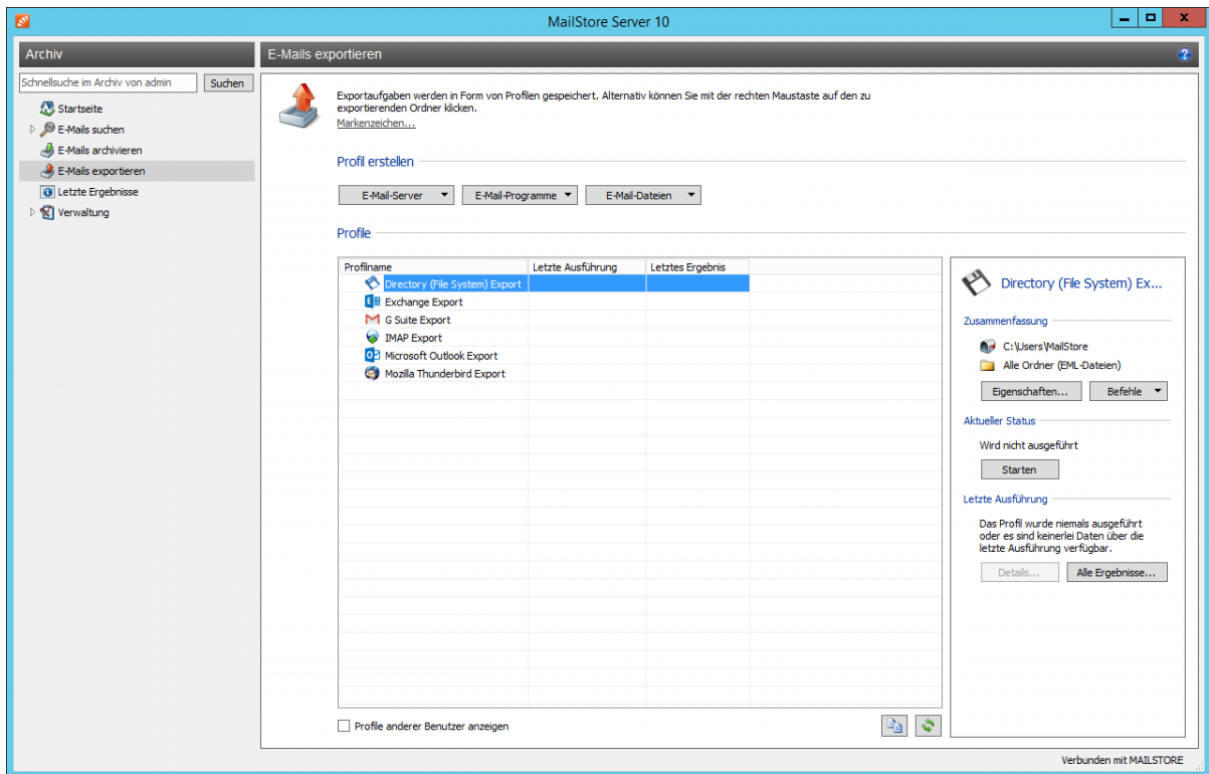 MailStore Server 10
Archiv
Schnellsuche im Archiv von admin
Suchen
Startseite
E-Mails suchen
E-Mails archivieren
E-Mails exportieren
Letzte Ergebnisse
Verwaltung
E-Mails exportieren
Exportaufgaben werden in Form von Profilen gespeichert. Alternativ können Sie mit der rechten Maustaste auf den zu
exportierenden Ordner klicken.
Markenzeichen...
Profil erstellen
E-Mail-Server
E-Mail-Programme
E-Mail-Dateien
Profile
Profilname
Letzte Ausführung
Letztes Ergebnis
Directory (File System) Export
Exchange Export
G Suite Export
IMAP Export
Microsoft Outlook Export
Mozilla Thunderbird Export
Profile anderer Benutzer anzeigen
Directory (File System) Ex...
Zusammenfassung
C:\Users\MailStore
Alle Ordner (EML-Dateien)
Eigenschaften...
Befehle
Aktueller Status
Wird nicht ausgeführt
Starten
Letzte Ausführung
Das Profil wurde niemals ausgeführt
oder es sind keinerlei Daten über die
letzte Ausführung verfügbar.
Details...
Alle Ergebnisse...
Verbunden mit MAILSTORE